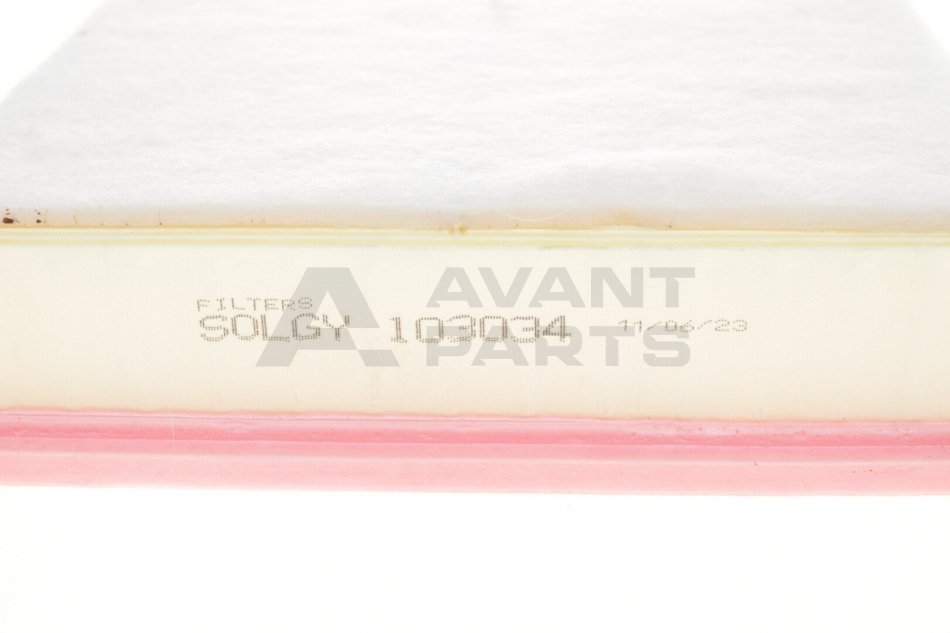 FILTERS
SOLGY 103034 11/06/23
AVANT
PARTS